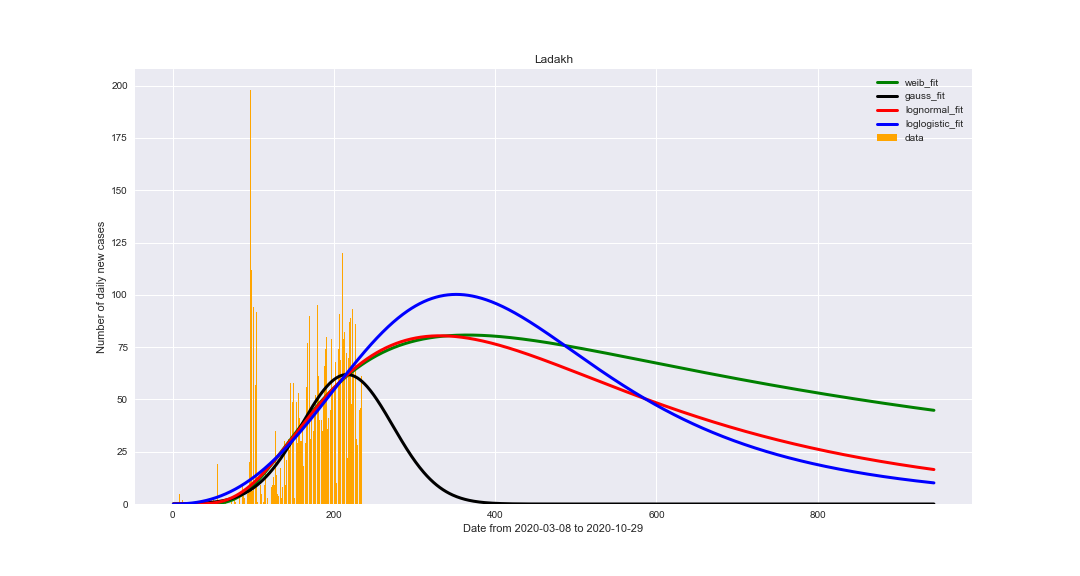 Ladakh
weib_fit
gauss_fit
lognormal_fit
loglogistic_fit
data
Number of daily new cases
200
175
150
125
100
75
50
25
0
0 200 400 600 800
Date from 2020-03-08 to 2020-10-29